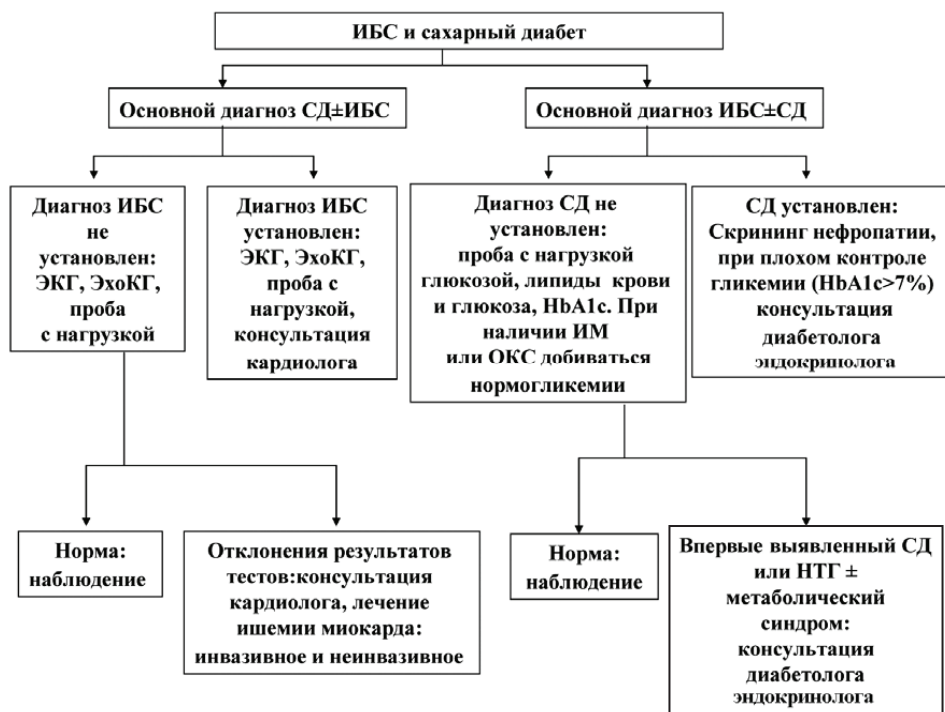 ИБС и сахарный диабет
Основной диагноз СД±ИБС
Основной диагноз ИБС±СД
Диагноз ИБС
не
установлен:
ЭКГ, ЭхоКГ,
проба
с нагрузкой
Диагноз ИБС
установлен:
ЭКГ, ЭхоКГ,
проба с
нагрузкой,
консультация
кардиолога
Диагноз СД не
установлен:
проба с нагрузкой
глюкозой, липиды крови
и глюкоза, HbA1c. При
наличии ИМ
или ОКС добиваться
нормогликемии
СД установлен:
Скрининг нефропатии,
при плохом контроле
гликемии (HbA1c>7%)
консультация
диабетолога
эндокринолога
Норма:
наблюдение
Отклонения результатов
тестов:консультация
кардиолога, лечение
ишемии миокарда:
инвазивное и неинвазивное
Норма:
наблюдение
Впервые выявленный СД
или НТГ ±
метаболический
синдром:
консультация
диабетолога
эндокринолога